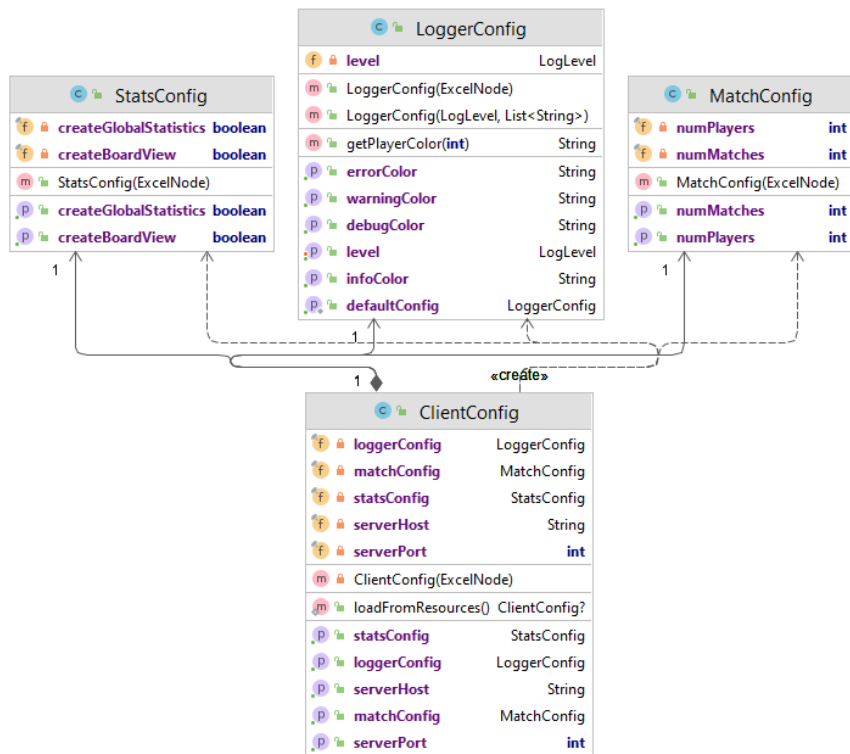 LoggerConfig
level LogLevel
LoggerConfig(ExcelNode)
LoggerConfig(LogLevel, List<String>)
getPlayerColor(int) String
errorColor String
warningColor String
debugColor String
level LogLevel
infoColor String
defaultConfig LoggerConfig
StatsConfig
createGlobalStatistics boolean
createBoardView boolean
StatsConfig(ExcelNode)
createGlobalStatistics boolean
createBoardView boolean
MatchConfig
numPlayers int
numMatches int
MatchConfig(ExcelNode)
numMatches int
numPlayers int
1
1
1
1
«create»
ClientConfig
loggerConfig LoggerConfig
matchConfig MatchConfig
statsConfig StatsConfig
serverHost String
serverPort int
ClientConfig(ExcelNode)
loadFromResources() ClientConfig?
statsConfig StatsConfig
loggerConfig LoggerConfig
serverHost String
matchConfig MatchConfig
serverPort int